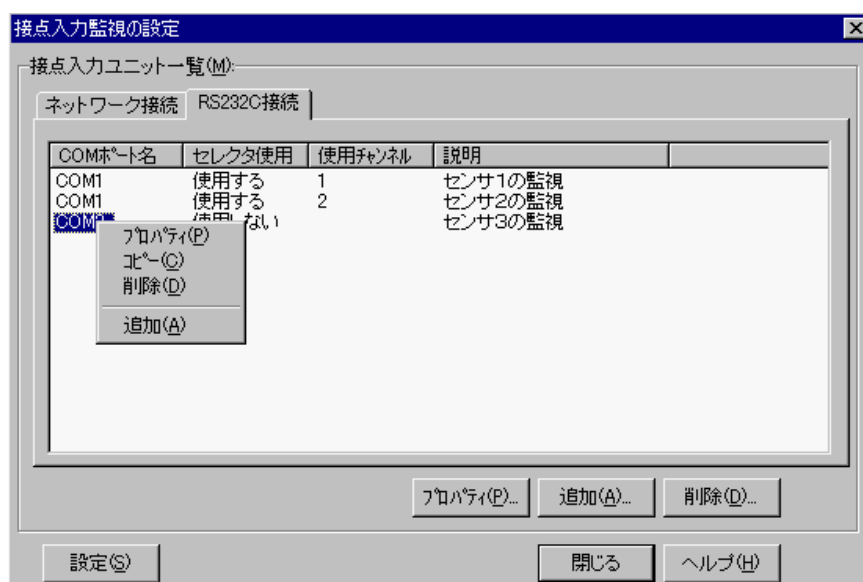 接点入力監視の設定
接点入力ユニット一覧(M):
ネットワーク接続 RS232C接続
COMポート名 セレクタ使用 使用チャンネル 説明
COM1 使用する 1 センサ1の監視
COM1 使用する 2 センサ2の監視
COM 使用しない センサ3の監視
プロパティ(P)
コピー(C)
削除(D)
追加(A)
プロパティ(P)... 追加(A)... 削除(D)...
設定(S) 閉じる ヘルプ(H)